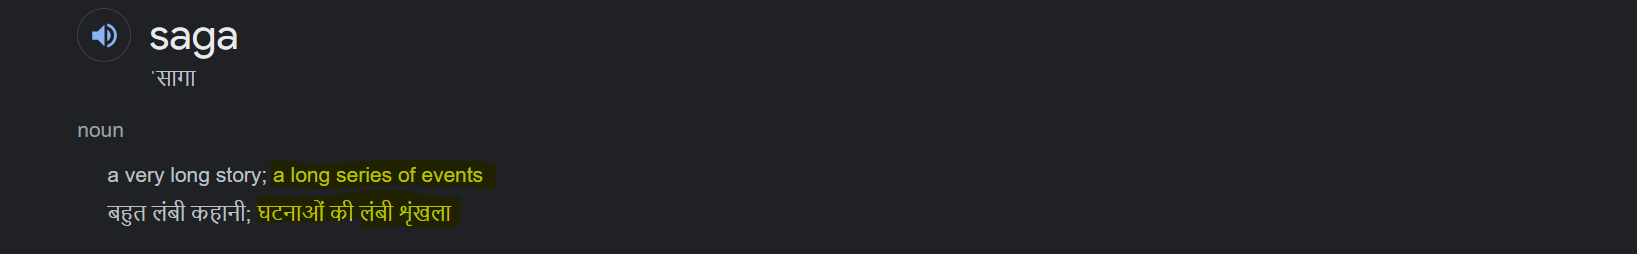 saga
ˈसागा
noun
a very long story; a long series of events
बहुत लंबी कहानी; घटनाओं की लंबी शृंखला